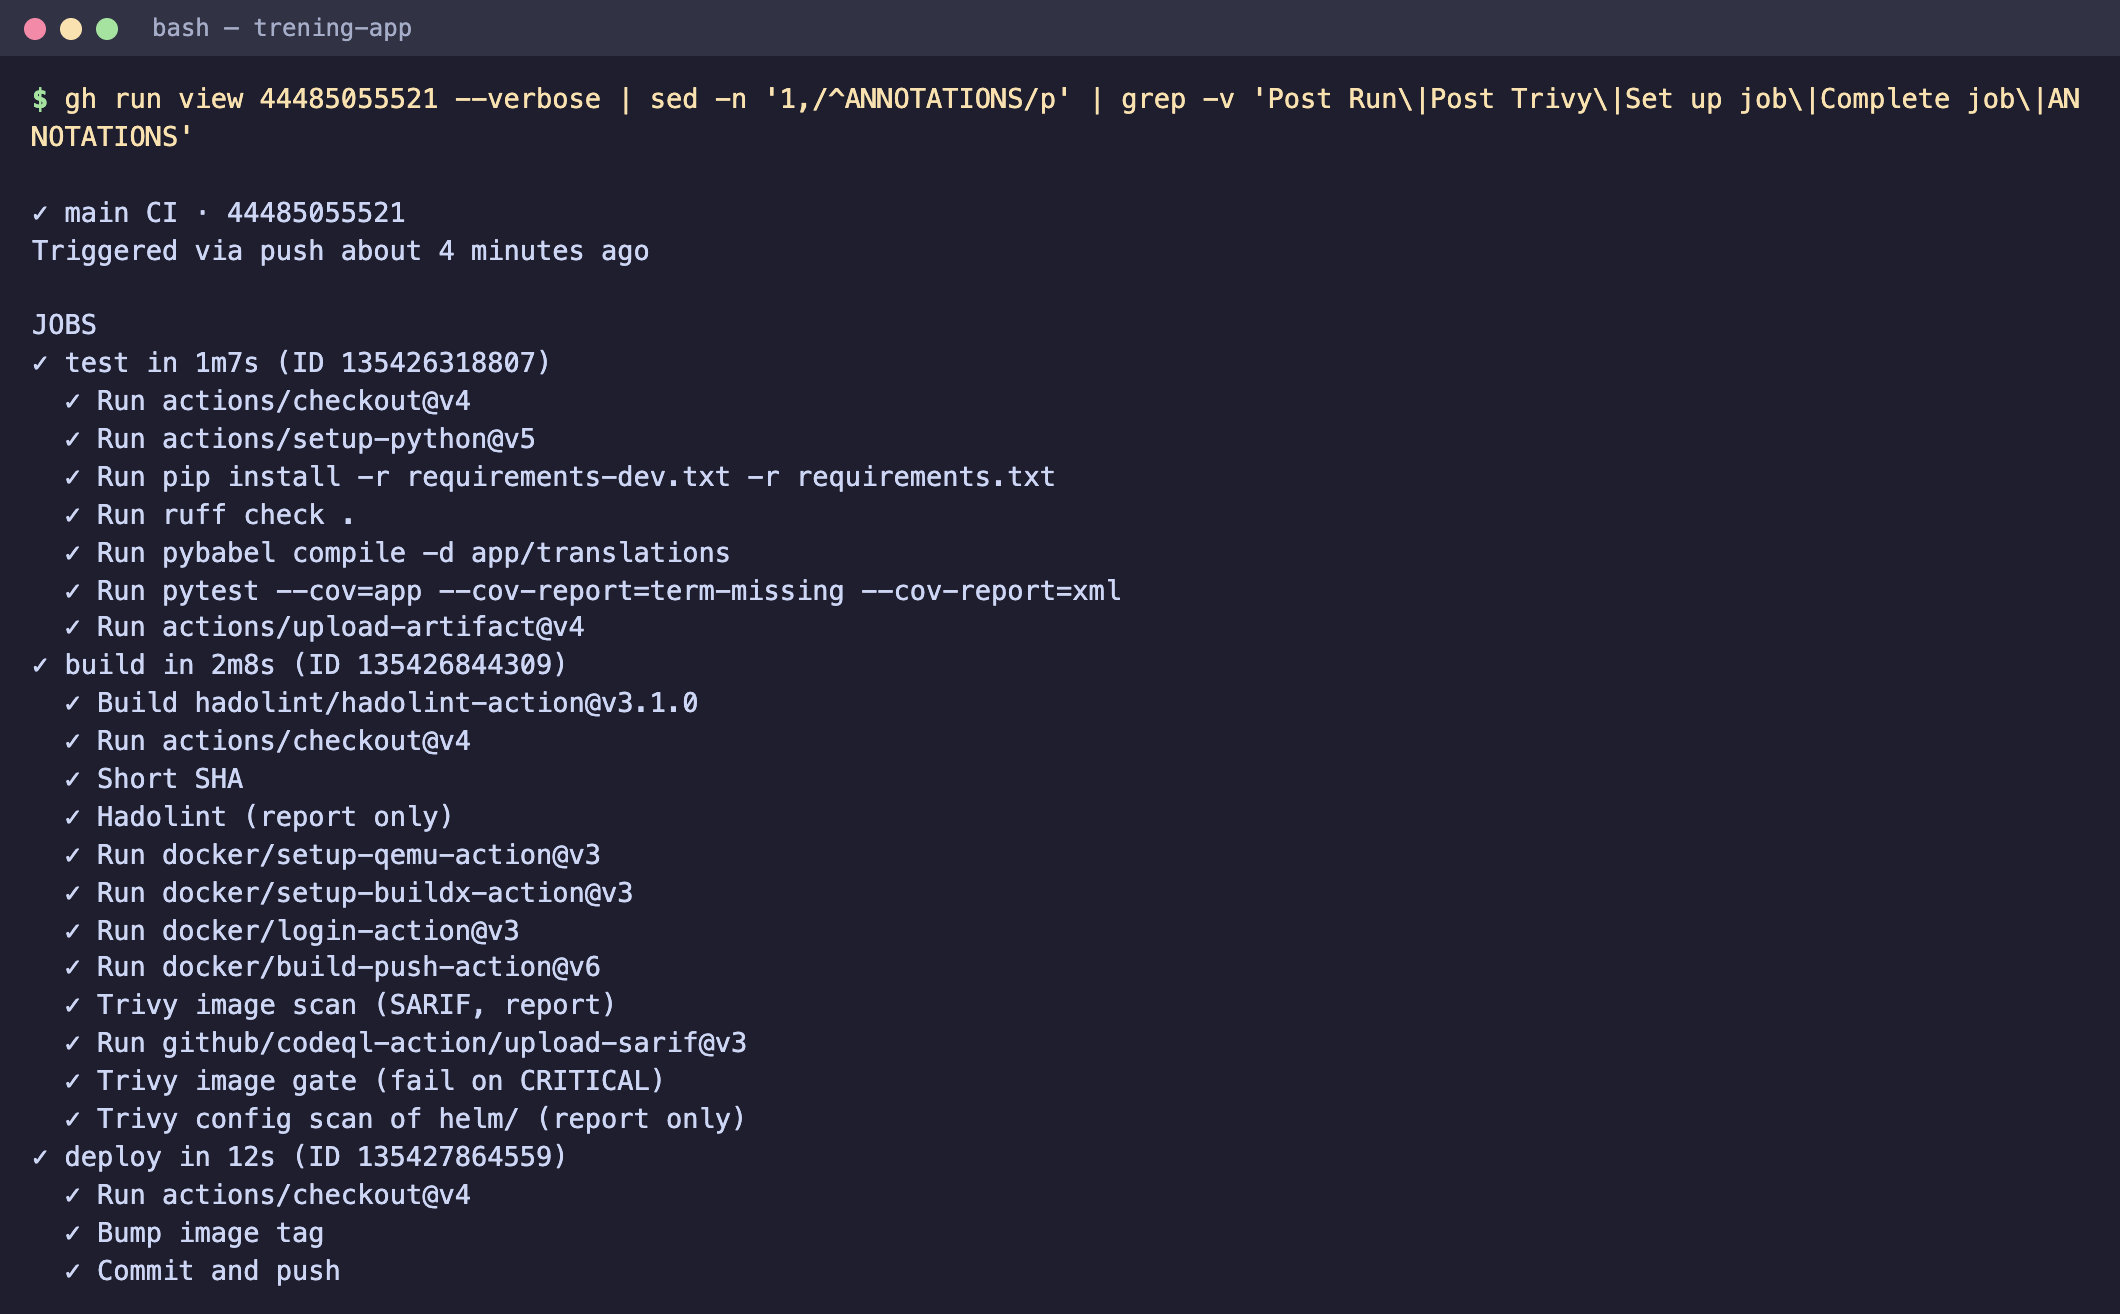 bash — trening-app
$ gh run view 44485055521 --verbose | sed -n '1,/^ANNOTATIONS/p' | grep -v 'Post Run\|Post Trivy\|Set up job\|Complete job\|AN
NOTATIONS'
✓ main CI · 44485055521
Triggered via push about 4 minutes ago
JOBS
✓ test in 1m7s (ID 135426318807)
  ✓ Run actions/checkout@v4
  ✓ Run actions/setup-python@v5
  ✓ Run pip install -r requirements-dev.txt -r requirements.txt
  ✓ Run ruff check .
  ✓ Run pybabel compile -d app/translations
  ✓ Run pytest --cov=app --cov-report=term-missing --cov-report=xml
  ✓ Run actions/upload-artifact@v4
✓ build in 2m8s (ID 135426844309)
  ✓ Build hadolint/hadolint-action@v3.1.0
  ✓ Run actions/checkout@v4
  ✓ Short SHA
  ✓ Hadolint (report only)
  ✓ Run docker/setup-qemu-action@v3
  ✓ Run docker/setup-buildx-action@v3
  ✓ Run docker/login-action@v3
  ✓ Run docker/build-push-action@v6
  ✓ Trivy image scan (SARIF, report)
  ✓ Run github/codeql-action/upload-sarif@v3
  ✓ Trivy image gate (fail on CRITICAL)
  ✓ Trivy config scan of helm/ (report only)
✓ deploy in 12s (ID 135427864559)
  ✓ Run actions/checkout@v4
  ✓ Bump image tag
  ✓ Commit and push